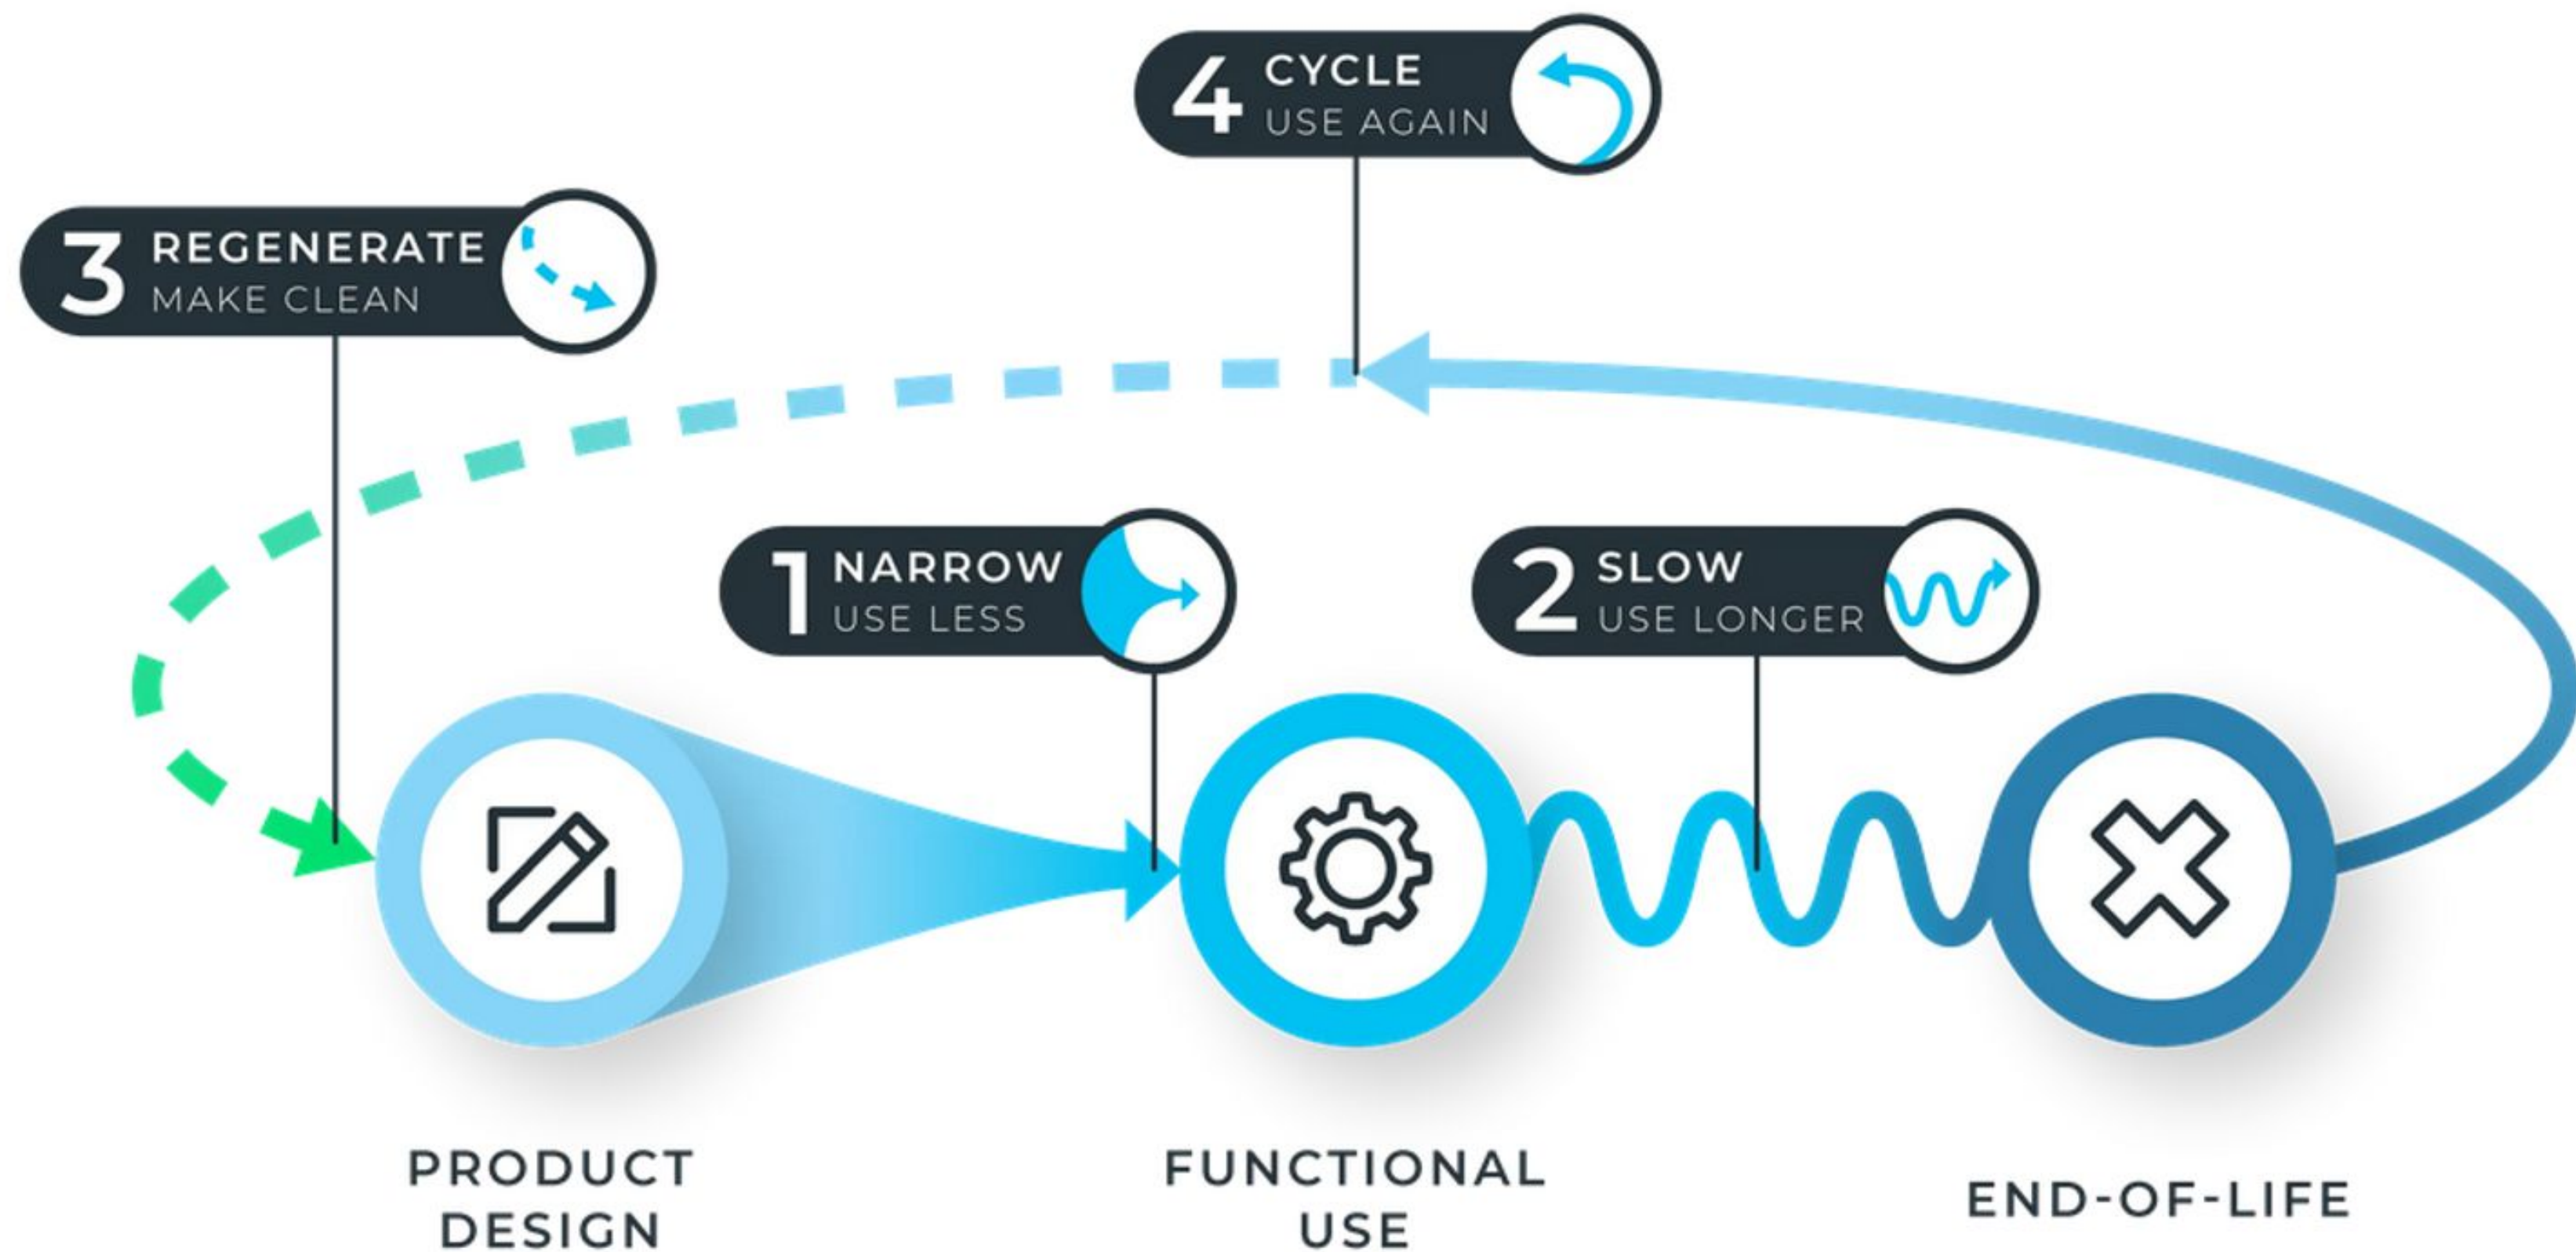 4 CYCLE
USE AGAIN
3 REGENERATE
MAKE CLEAN
1 NARROW
USE LESS
2 SLOW
USE LONGER
PRODUCT
DESIGN
FUNCTIONAL
USE
END-OF-LIFE